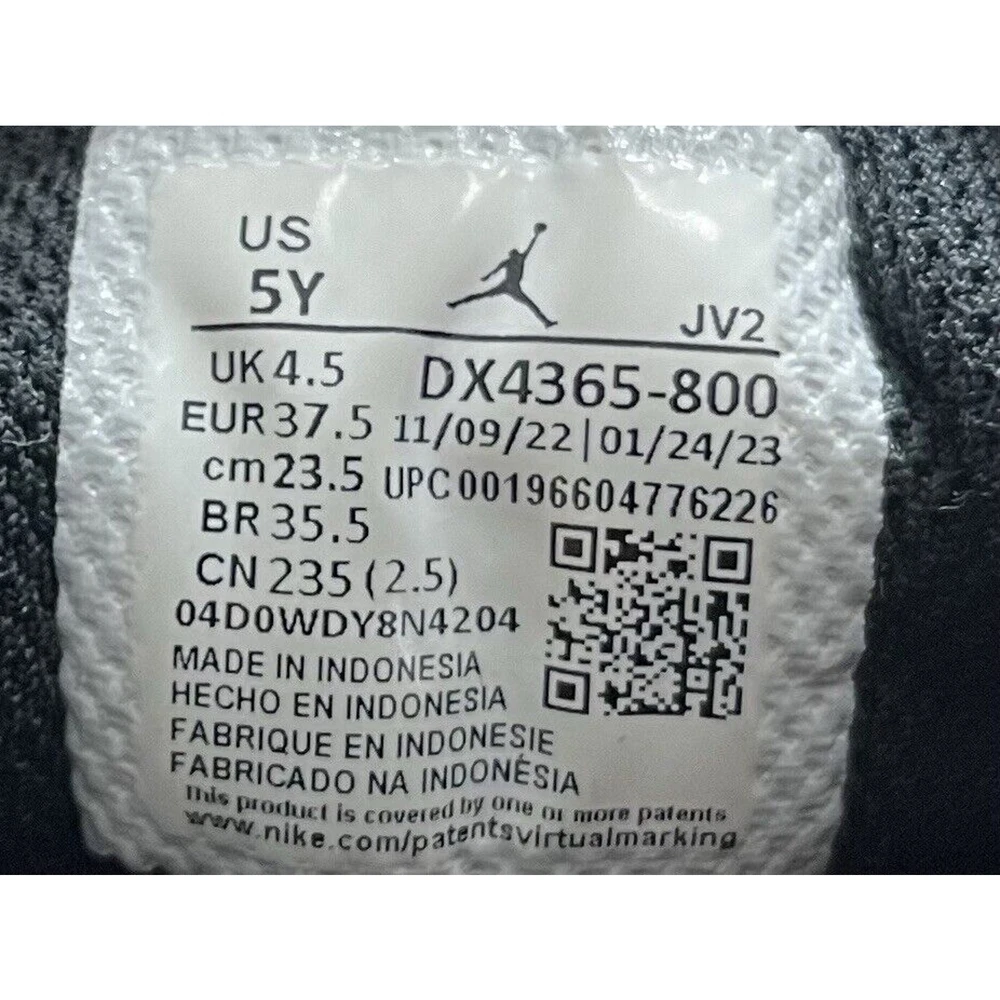 US
5Y
JV2
UK 4.5
DX4365-800
EUR 37.5
11/09/22|01/24/23
cm 23.5
UPC 00196604776226
BR 35.5
CN 235 (2.5)
04D0WDY8N4204
MADE IN INDONESIA
HECHO EN INDONESIA
FABRIQUE EN INDONESIE
FABRICADO NA INDONÉSIA
This product is covered by one or more patents
www.nike.com/patentsvirtualmarking